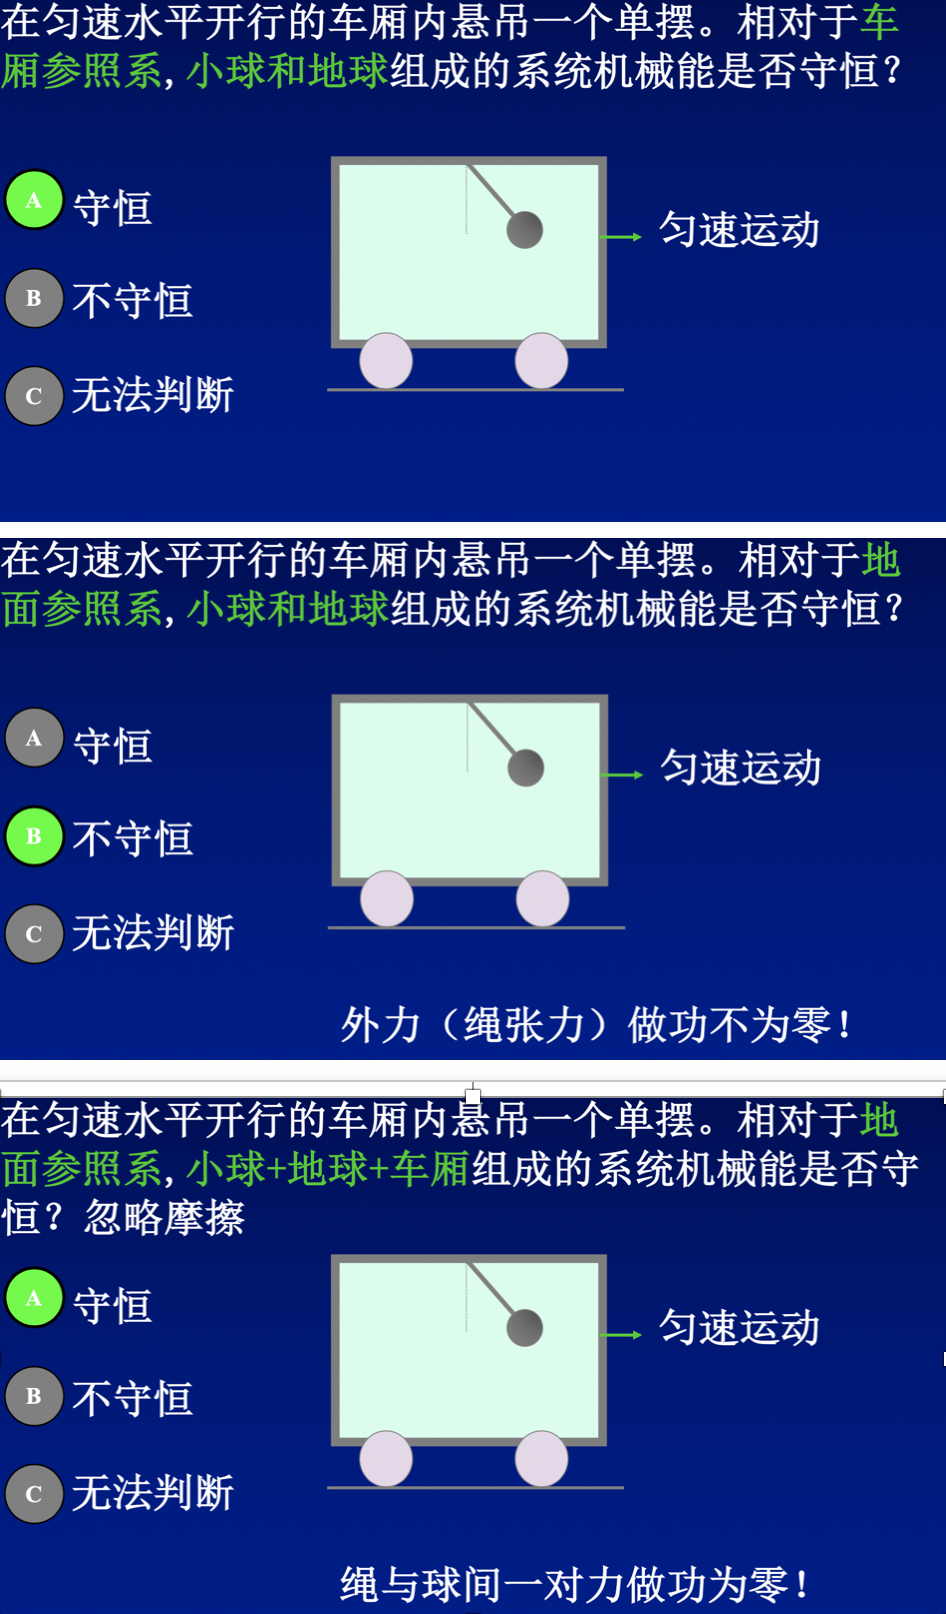 在匀速水平开行的车厢内悬吊一个单摆。相对于车
厢参照系,小球和地球组成的系统机械能是否守恒?
A 守恒
匀速运动
B 不守恒
C 无法判断
在匀速水平开行的车厢内悬吊一个单摆。相对于地
面参照系,小球和地球组成的系统机械能是否守恒?
A 守恒
匀速运动
B 不守恒
C 无法判断
外力（绳张力）做功不为零!
在匀速水平开行的车厢内悬吊一个单摆。相对于地
面参照系,小球+地球+车厢组成的系统机械能是否守
恒？忽略摩擦
A 守恒
匀速运动
B 不守恒
C 无法判断
绳与球间一对力做功为零!